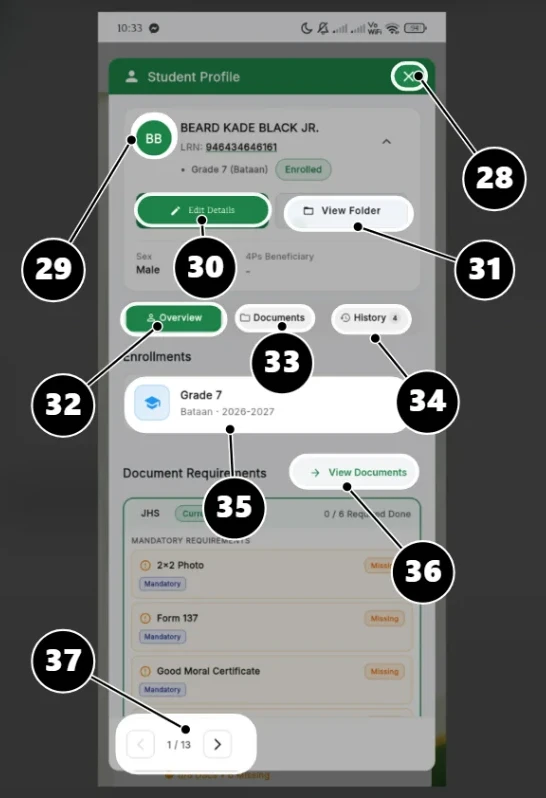 10:33
Vo
WiFi
Student Profile
28
BB
BEARD KADE BLACK JR.
LRN: 946434646161
• Grade 7 (Bataan) Enrolled
29
Edit Details
View Folder
30
31
Sex
Male
4Ps Beneficiary
-
Overview
Documents
History 4
32
33
34
Enrollments
Grade 7
Bataan - 2026-2027
35
Document Requirements
View Documents
36
JHS
0 / 6 Required Done
MANDATORY REQUIREMENTS
2×2 Photo
Missing
Mandatory
Form 137
Missing
Mandatory
Good Moral Certificate
Missing
Mandatory
37
1 / 13
Missing